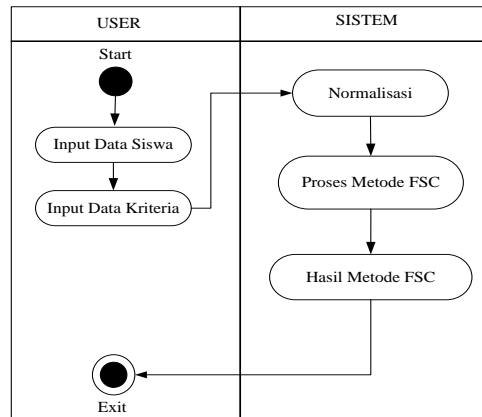 USER
SISTEM
Start
Input Data Siswa
Input Data Kriteria
Normalisasi
Proses Metode FSC
Hasil Metode FSC
Exit